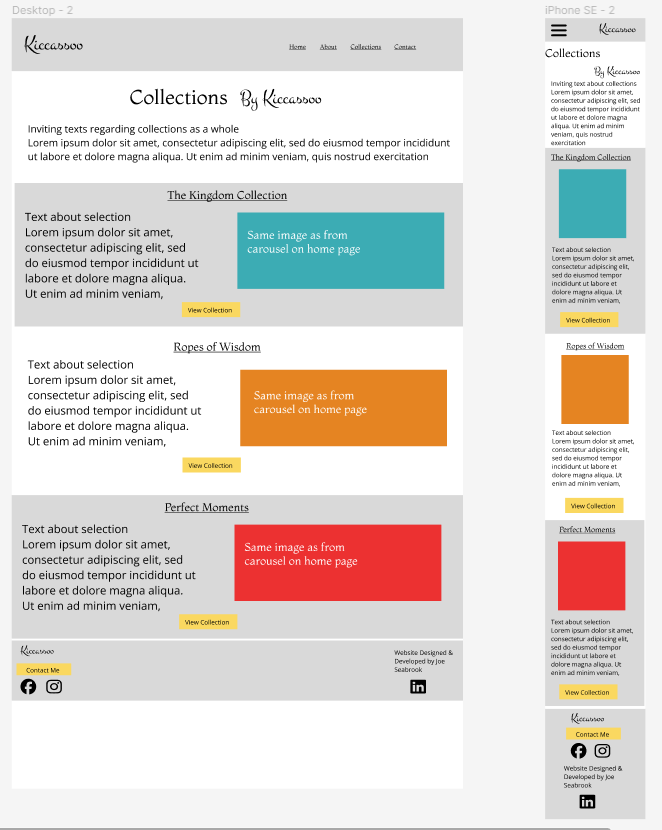 Desktop - 2
Kiccassoo
Home About Collections Contact
Collections By Kiccassoo
Inviting texts regarding collections as a whole
Lorem ipsum dolor sit amet, consectetur adipiscing elit, sed do eiusmod tempor incididunt
ut labore et dolore magna aliqua. Ut enim ad minim veniam, quis nostrud exercitation
The Kingdom Collection
Text about selection
Lorem ipsum dolor sit amet,
consectetur adipiscing elit, sed
do eiusmod tempor incididunt ut
labore et dolore magna aliqua.
Ut enim ad minim veniam,
Same image as from
carousel on home page
View Collection
Ropes of Wisdom
Text about selection
Lorem ipsum dolor sit amet,
consectetur adipiscing elit, sed
do eiusmod tempor incididunt ut
labore et dolore magna aliqua.
Ut enim ad minim veniam,
Same image as from
carousel on home page
View Collection
Perfect Moments
Text about selection
Lorem ipsum dolor sit amet,
consectetur adipiscing elit, sed
do eiusmod tempor incididunt ut
labore et dolore magna aliqua.
Ut enim ad minim veniam,
Same image as from
carousel on home page
View Collection
Kiccassoo
Contact Me
Website Designed &
Developed by Joe
Seabrook
in
iPhone SE - 2
Kiccassoo
Collections
By Kiccassoo
Inviting text about collections
Lorem ipsum dolor sit amet,
consectetur adipiscing elit, sed
do eiusmod tempor incididunt
ut labore et dolore magna
aliqua. Ut enim ad minim
veniam, quis nostrud
exercitation
The Kingdom Collection
Text about selection
Lorem ipsum dolor sit amet,
consectetur adipiscing elit,
sed do eiusmod tempor
incididunt ut labore et
dolore magna aliqua. Ut
enim ad minim veniam,
View Collection
Ropes of Wisdom
Text about selection
Lorem ipsum dolor sit amet,
consectetur adipiscing elit,
sed do eiusmod tempor
incididunt ut labore et
dolore magna aliqua. Ut
enim ad minim veniam,
View Collection
Perfect Moments
Text about selection
Lorem ipsum dolor sit amet,
consectetur adipiscing elit,
sed do eiusmod tempor
incididunt ut labore et
dolore magna aliqua. Ut
enim ad minim veniam,
View Collection
Kiccassoo
Contact Me
Website Designed &
Developed by Joe
Seabrook
in